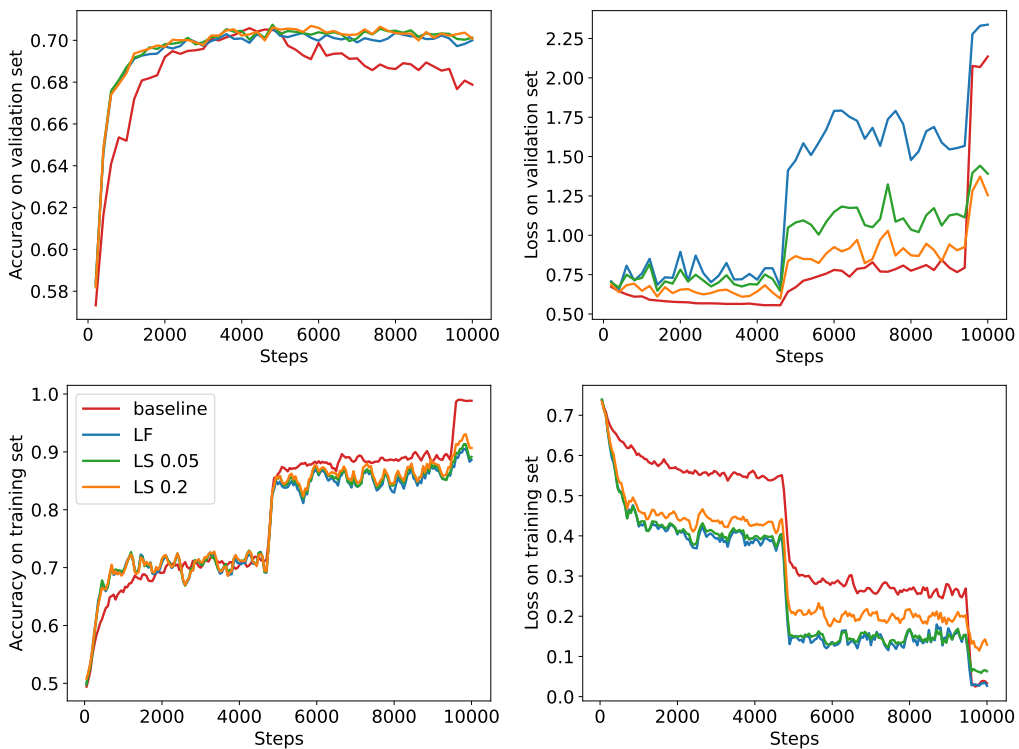 Accuracy on validation set
0.70
0.68
0.66
0.64
0.62
0.60
0.58
0 2000 4000 6000 8000 10000
Steps
Loss on validation set
2.25
2.00
1.75
1.50
1.25
1.00
0.75
0.50
0 2000 4000 6000 8000 10000
Steps
Accuracy on training set
1.0
0.9
0.8
0.7
0.6
0.5
baseline
LF
LS 0.05
LS 0.2
0 2000 4000 6000 8000 10000
Steps
Loss on training set
0.7
0.6
0.5
0.4
0.3
0.2
0.1
0.0
0 2000 4000 6000 8000 10000
Steps